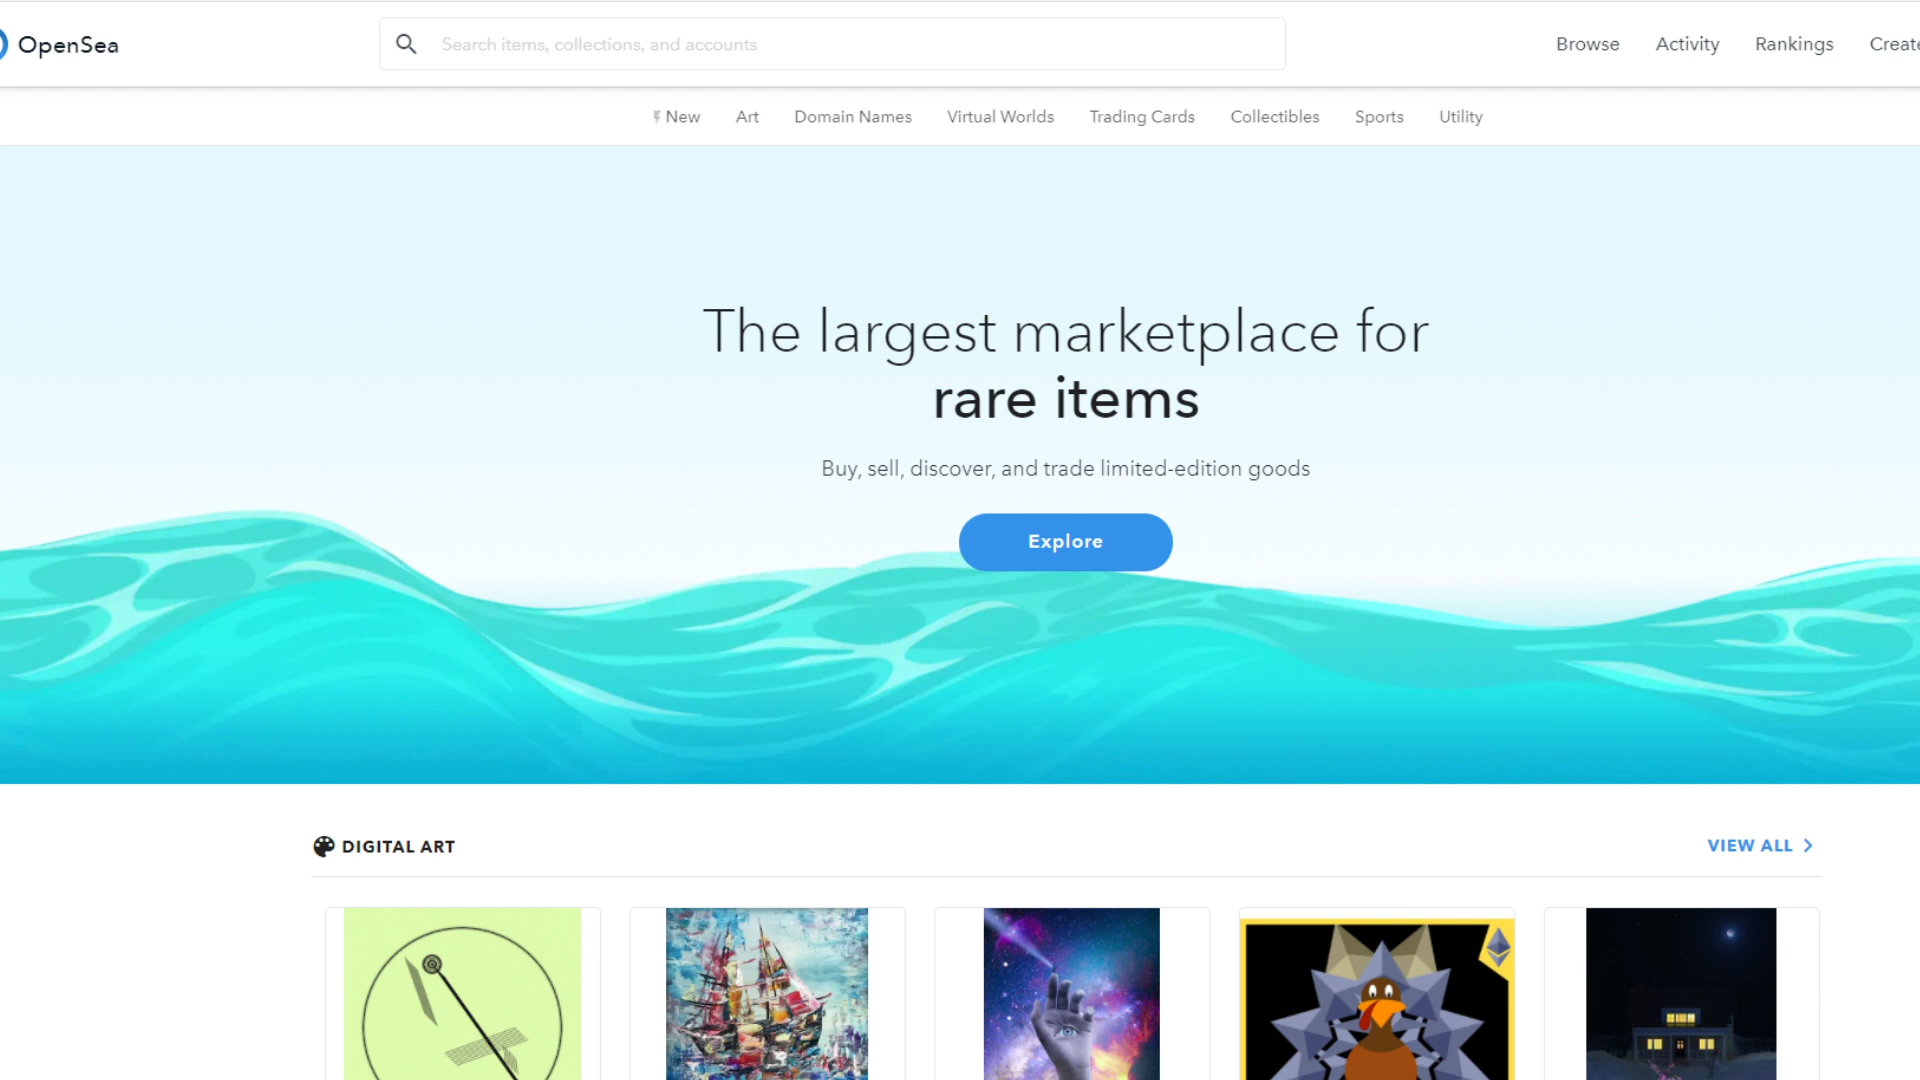 OpenSea
Search items, collections, and accounts
Browse Activity Rankings Create
New Art Domain Names Virtual Worlds Trading Cards Collectibles Sports Utility
The largest marketplace for
rare items
Buy, sell, discover, and trade limited-edition goods
Explore
DIGITAL ART
VIEW ALL